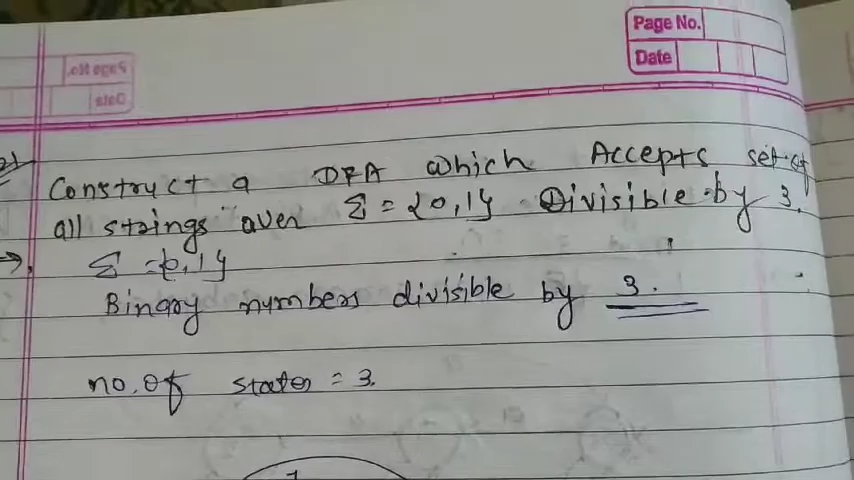 Page No.
Date
Construct a DFA which Accepts set of
all strings over Σ = {0,1} Divisible by 3.
→ Σ = {0,1}
Binary numbers divisible by 3.
no. of states = 3.
1